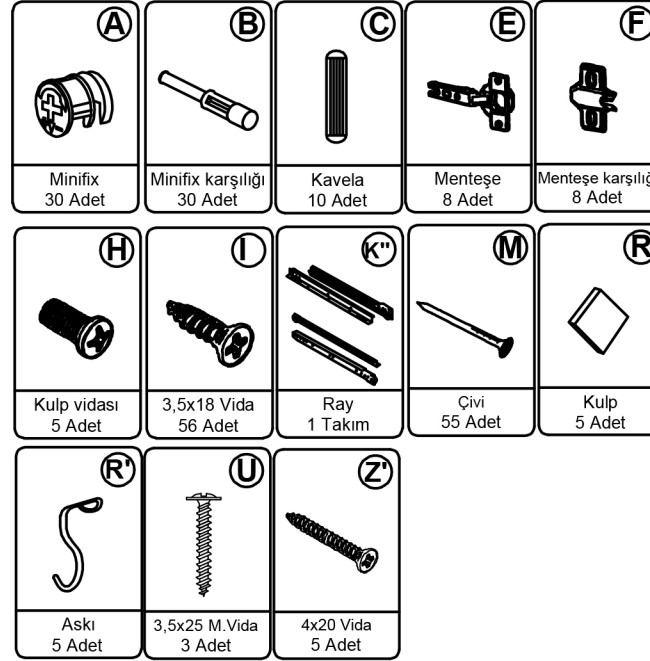 A
Minifix
30 Adet
B
Minifix karşılığı
30 Adet
C
Kavela
10 Adet
E
Menteşe
8 Adet
F
Menteşe karşılığ
8 Adet
H
Kulp vidası
5 Adet
I
3,5x18 Vida
56 Adet
K"
Ray
1 Takım
M
Çivi
55 Adet
R
Kulp
5 Adet
R'
Askı
5 Adet
U
3,5x25 M.Vida
3 Adet
Z'
4x20 Vida
5 Adet